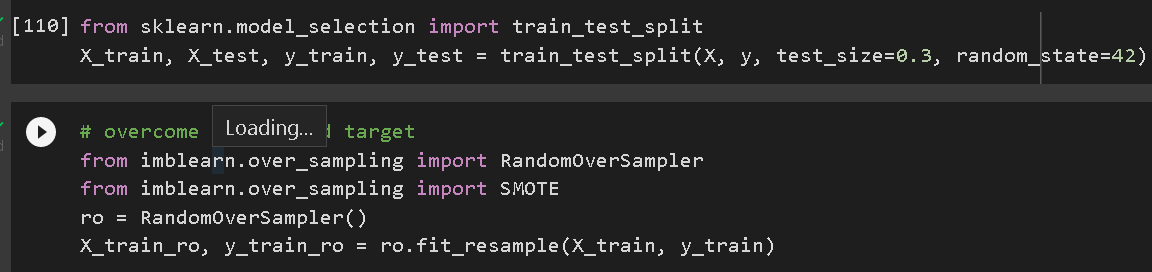 [110] from sklearn.model_selection import train_test_split
X_train, X_test, y_train, y_test = train_test_split(X, y, test_size=0.3, random_state=42)
# overcome Loading... d target
from imblearn.over_sampling import RandomOverSampler
from imblearn.over_sampling import SMOTE
ro = RandomOverSampler()
X_train_ro, y_train_ro = ro.fit_resample(X_train, y_train)